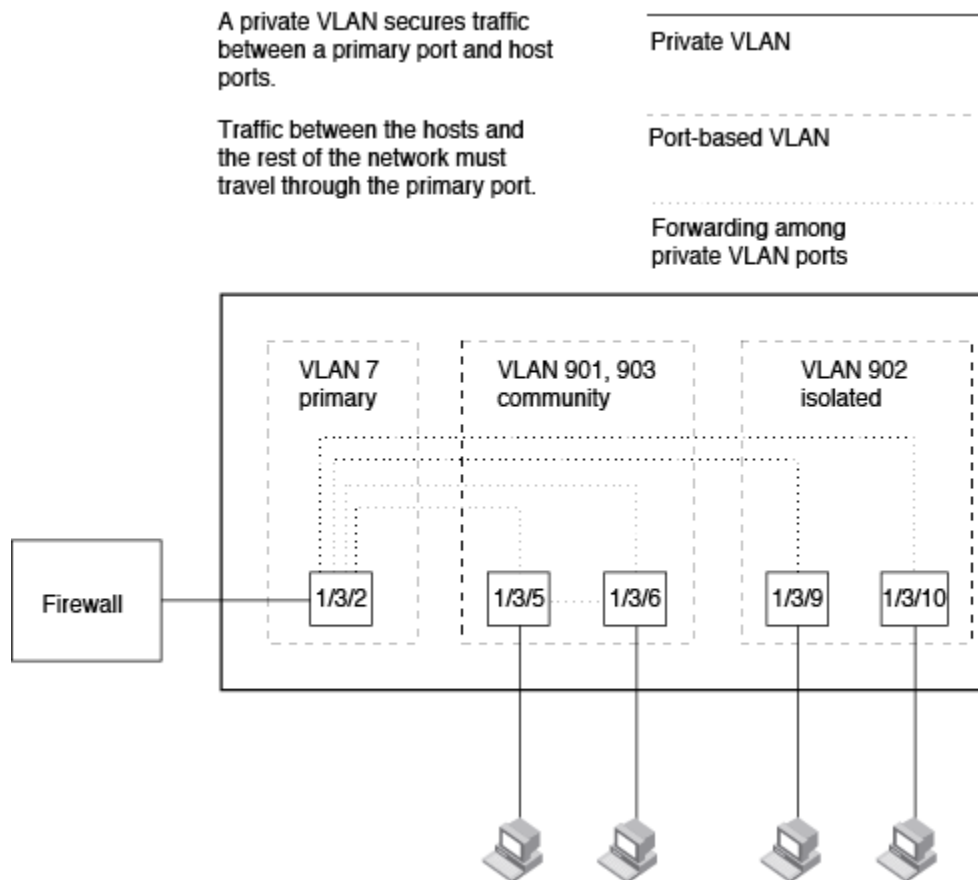 A private VLAN secures traffic
between a primary port and host
ports.
Traffic between the hosts and
the rest of the network must
travel through the primary port.
Private VLAN
Port-based VLAN
Forwarding among
private VLAN ports
VLAN 7
primary
VLAN 901, 903
community
VLAN 902
isolated
Firewall
1/3/2
1/3/5
1/3/6
1/3/9
1/3/10